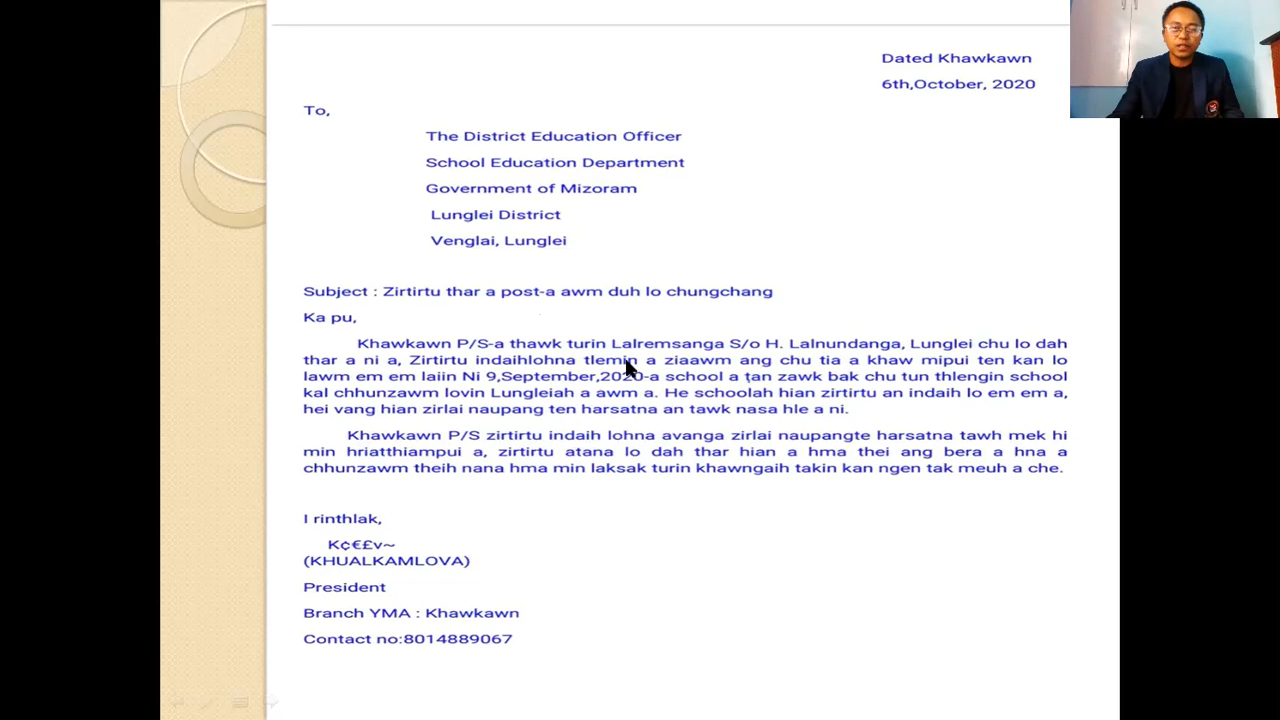 Dated Khawkawn
6th,October, 2020
To,
The District Education Officer
School Education Department
Government of Mizoram
Lunglei District
Venglai, Lunglei
Subject : Zirtirtu thar a post-a awm duh lo chungchang
Ka pu,
Khawkawn P/S-a thawk turin Lalremsanga S/o H. Lalnundanga, Lunglei chu lo dah
thar a ni a, Zirtirtu indaihlohna tlemin a ziaawm ang chu tia a khaw mipui ten kan lo
lawm em em laiin Ni 9,September,2020-a school a ṭan zawk bak chu tun thlengin school
kal chhunzawm lovin Lungleiah a awm a. He schoolah hian zirtirtu an indaih lo em em a,
hei vang hian zirlai naupang ten harsatna an tawk nasa hle a ni.
Khawkawn P/S zirtirtu indaih lohna avanga zirlai naupangte harsatna tawh mek hi
min hriatthiampui a, zirtirtu atana lo dah thar hian a hma thei ang bera a hna a
chhunzawm theih nana hma min laksak turin khawngaih takin kan ngen tak meuh a che.
I rinthlak,
K¢€£v~
(KHUALKAMLOVA)
President
Branch YMA : Khawkawn
Contact no:8014889067